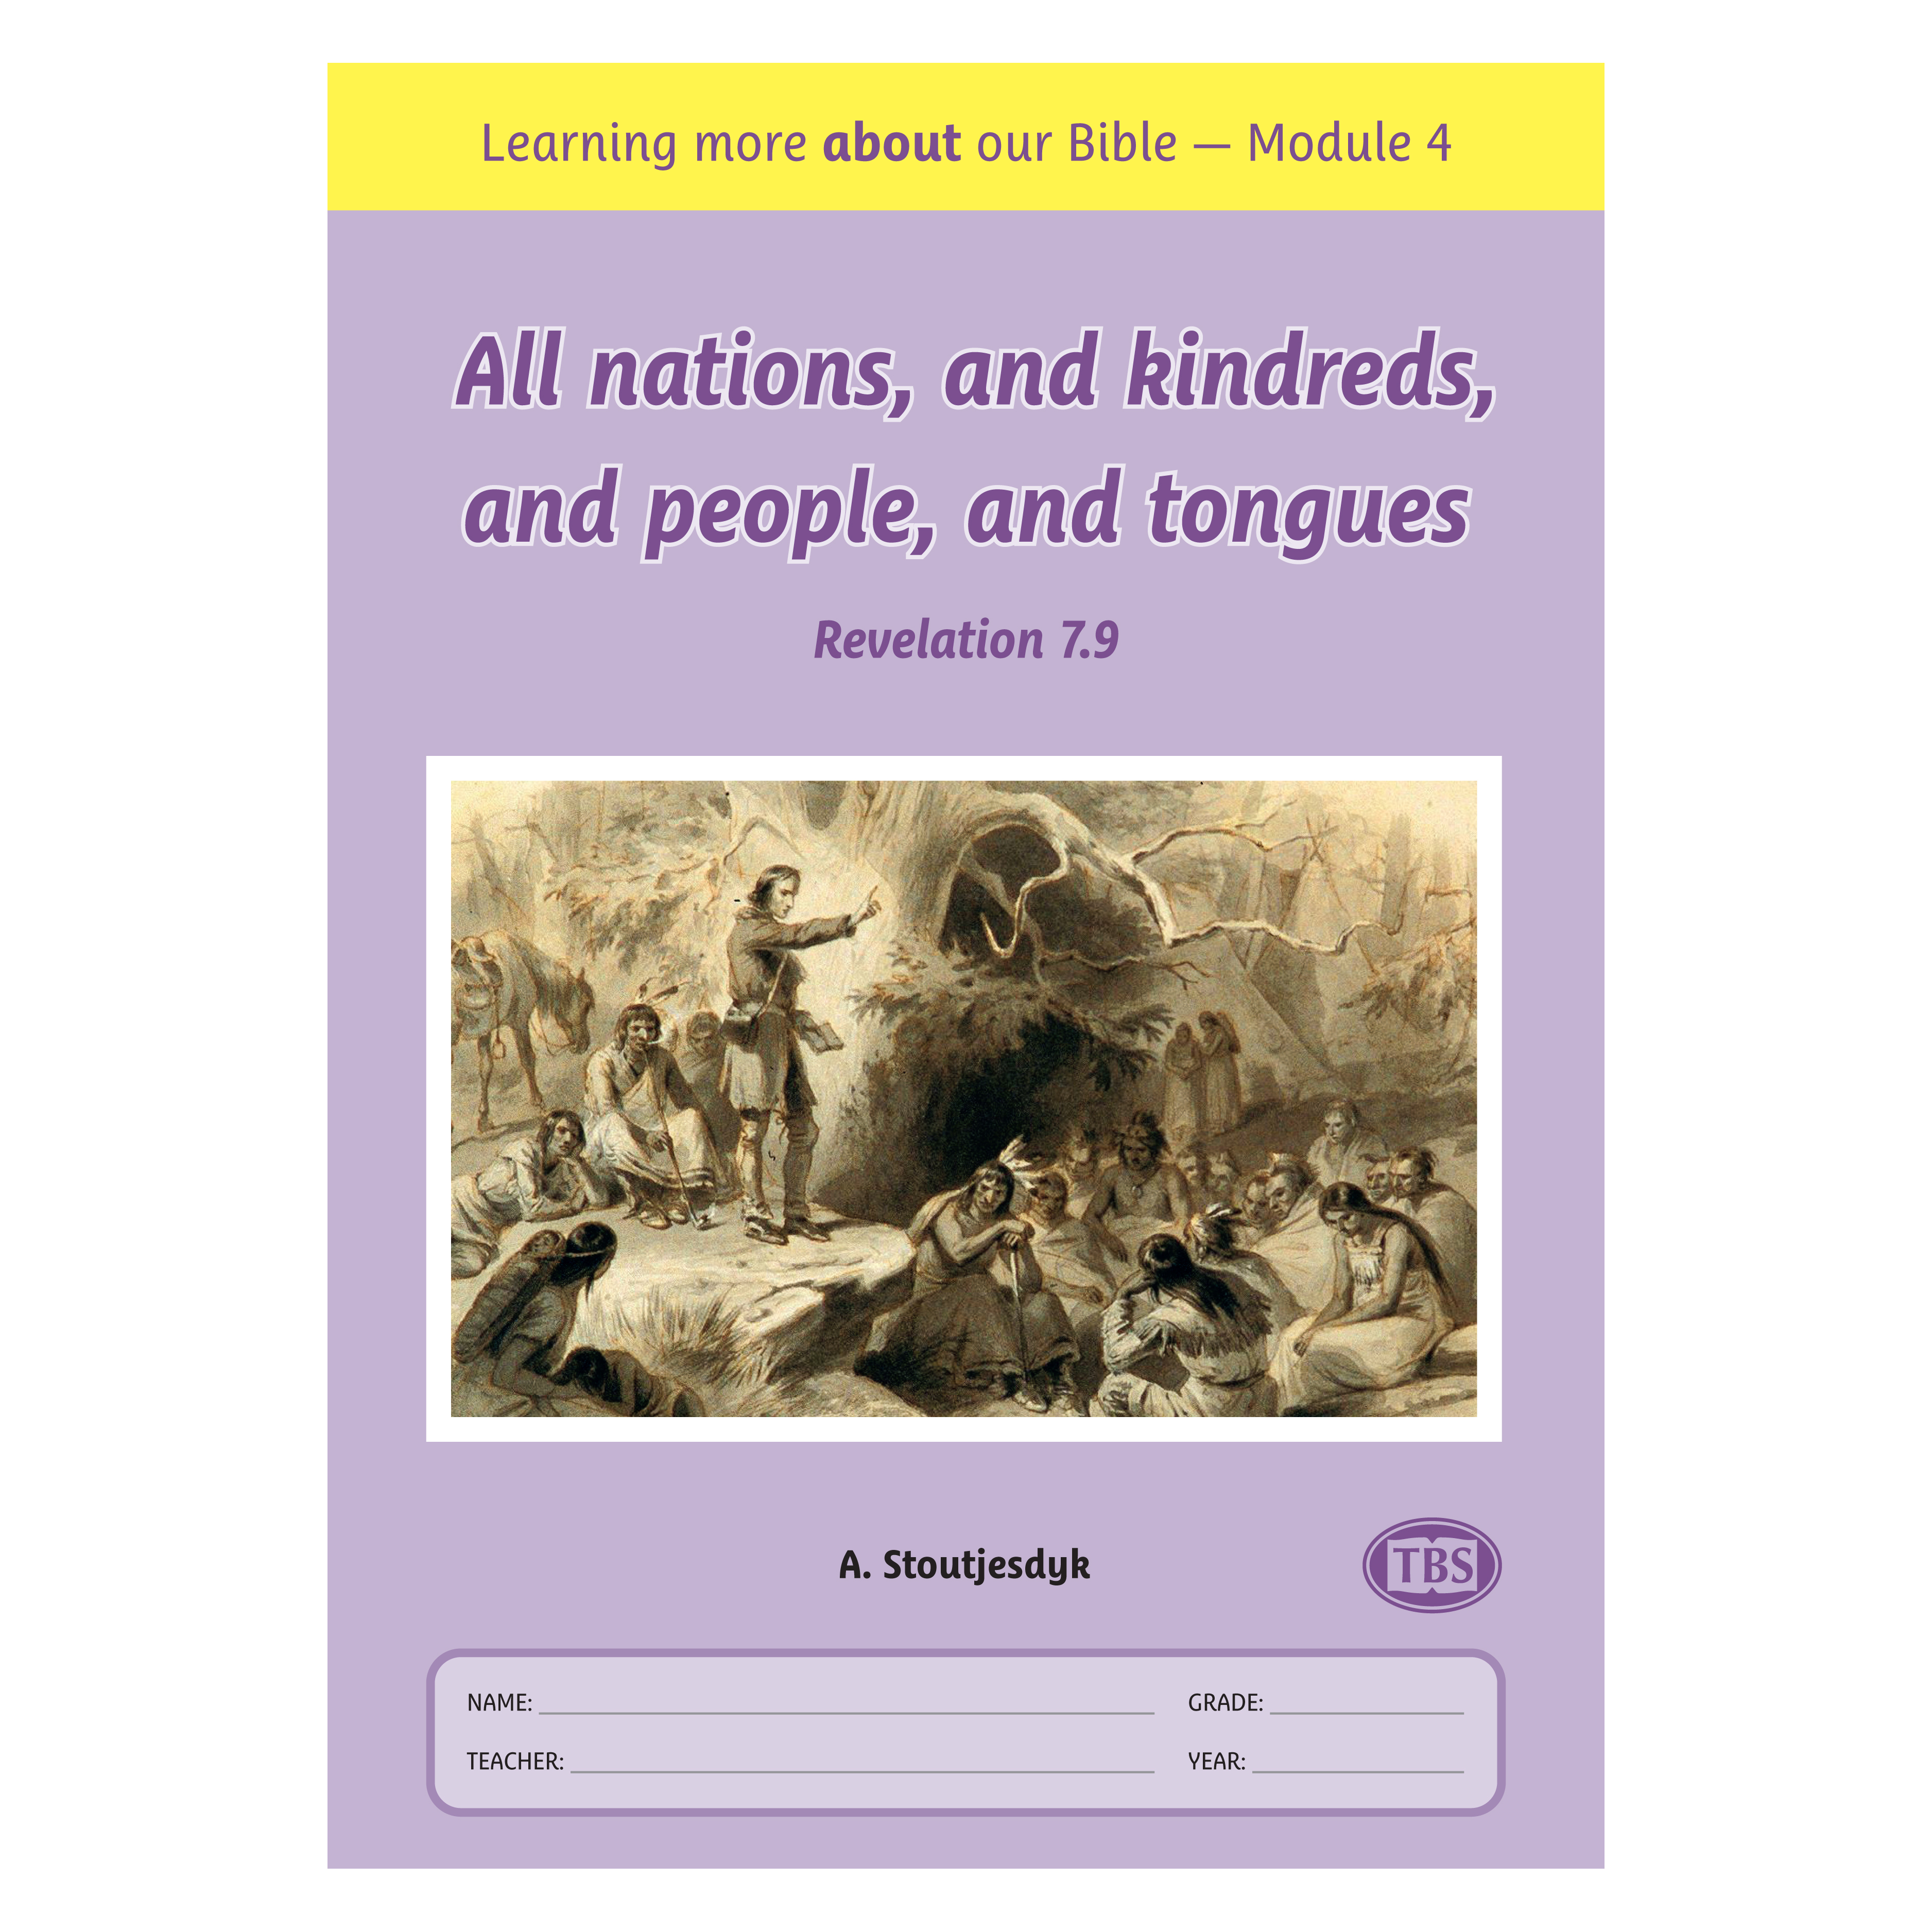 Learning more about our Bible — Module 4
All nations, and kindreds,
and people, and tongues
Revelation 7.9
A. Stoutjesdyk
TBS
NAME: GRADE:
TEACHER: YEAR: